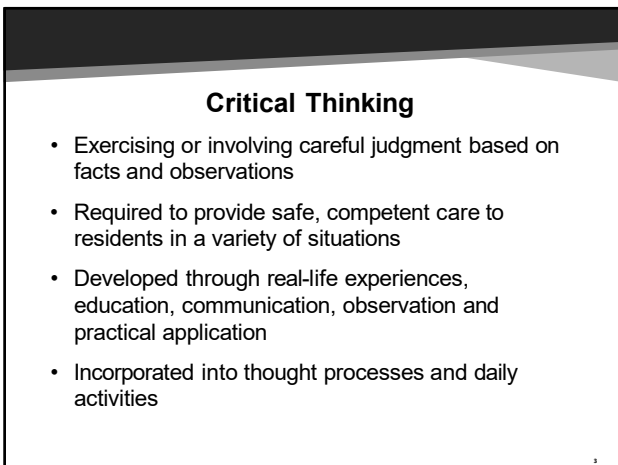 Critical Thinking
• Exercising or involving careful judgment based on
facts and observations
• Required to provide safe, competent care to
residents in a variety of situations
• Developed through real-life experiences,
education, communication, observation and
practical application
• Incorporated into thought processes and daily
activities
3